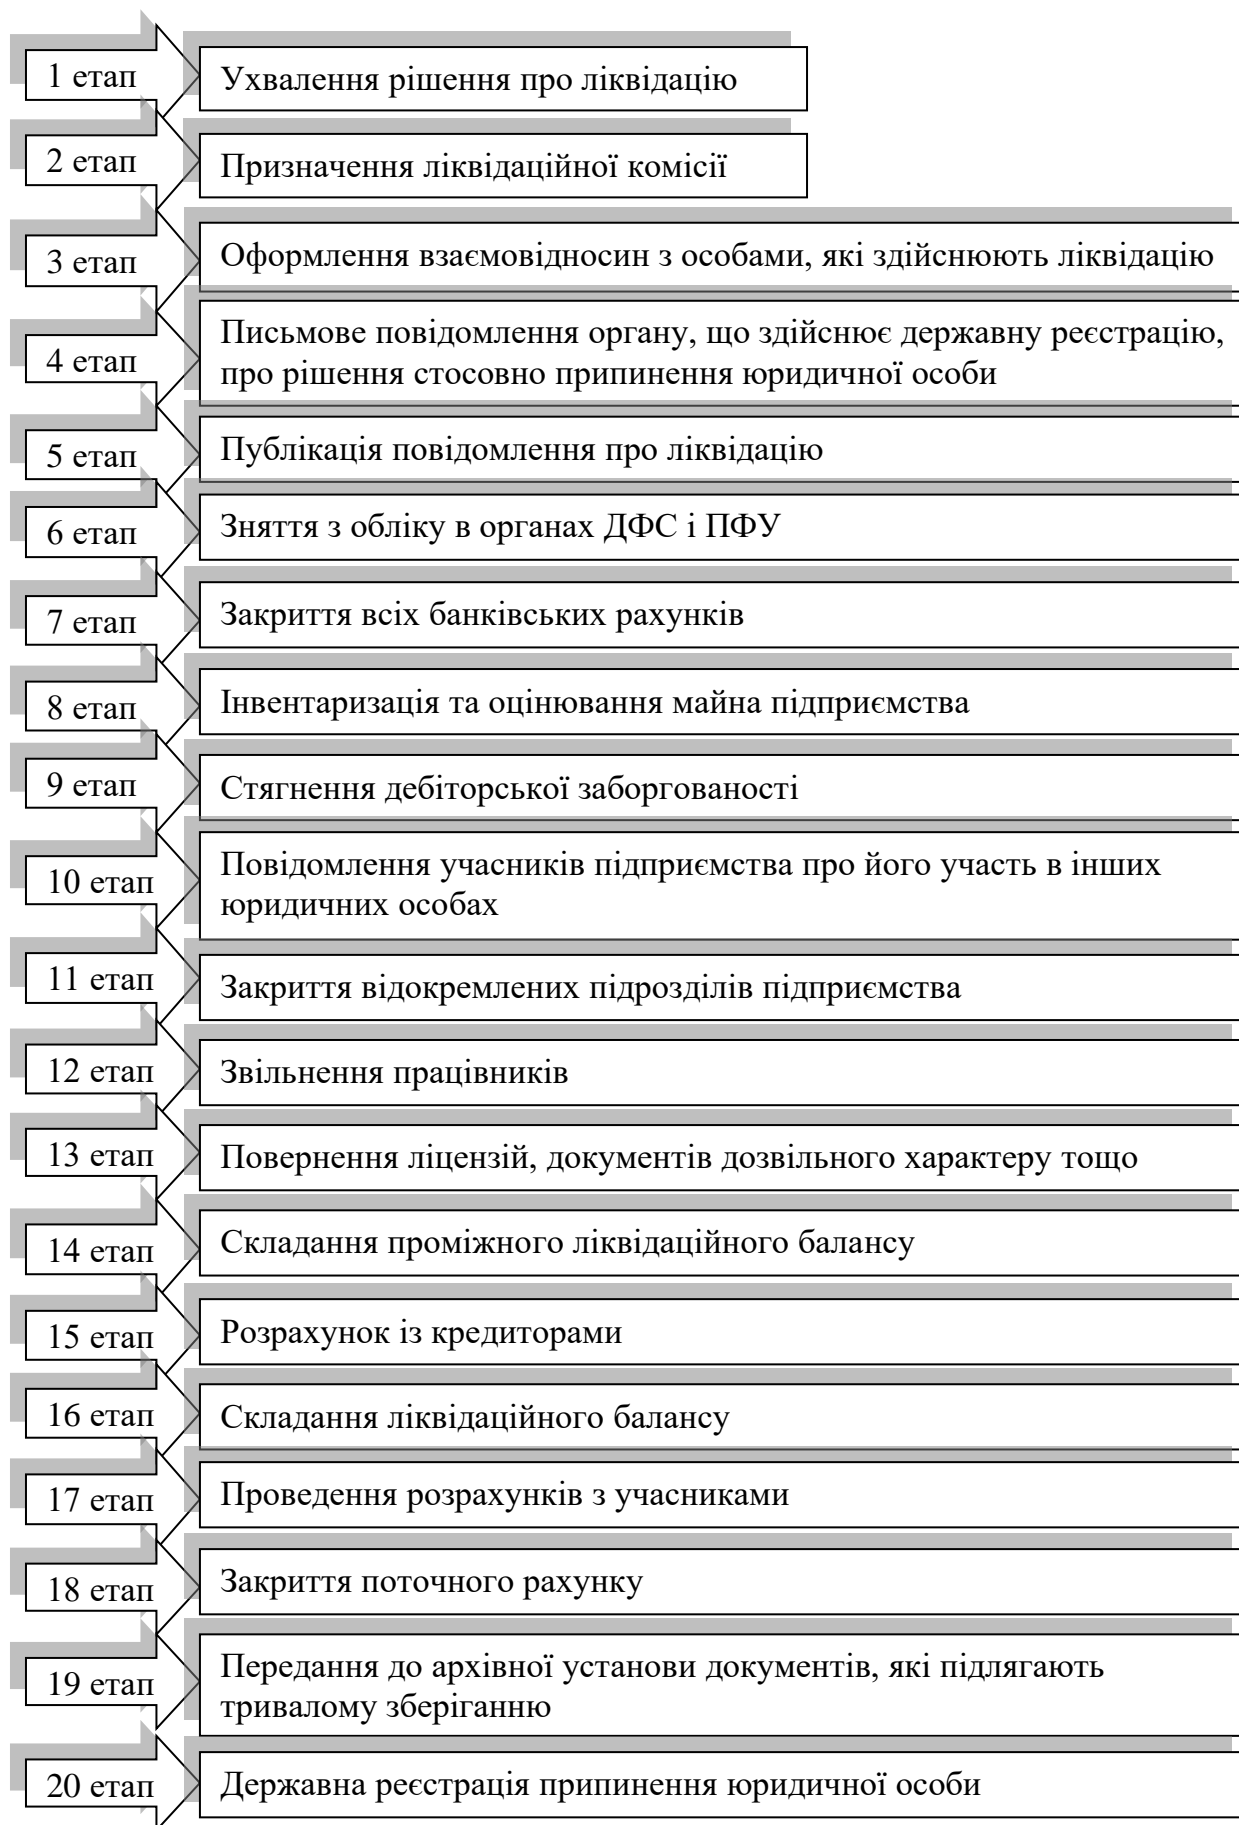 1 етап
Ухвалення рішення про ліквідацію
2 етап
Призначення ліквідаційної комісії
3 етап
Оформлення взаємовідносин з особами, які здійснюють ліквідацію
4 етап
Письмове повідомлення органу, що здійснює державну реєстрацію,
про рішення стосовно припинення юридичної особи
5 етап
Публікація повідомлення про ліквідацію
6 етап
Зняття з обліку в органах ДФС і ПФУ
7 етап
Закриття всіх банківських рахунків
8 етап
Інвентаризація та оцінювання майна підприємства
9 етап
Стягнення дебіторської заборгованості
10 етап
Повідомлення учасників підприємства про його участь в інших
юридичних особах
11 етап
Закриття відокремлених підрозділів підприємства
12 етап
Звільнення працівників
13 етап
Повернення ліцензій, документів дозвільного характеру тощо
14 етап
Складання проміжного ліквідаційного балансу
15 етап
Розрахунок із кредиторами
16 етап
Складання ліквідаційного балансу
17 етап
Проведення розрахунків з учасниками
18 етап
Закриття поточного рахунку
19 етап
Передання до архівної установи документів, які підлягають
тривалому зберіганню
20 етап
Державна реєстрація припинення юридичної особи